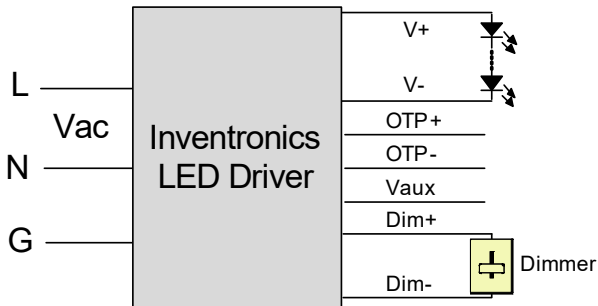 L
Vac
N
G
Inventronics
LED Driver
V+
V-
OTP+
OTP-
Vaux
Dim+
Dim-
Dimmer